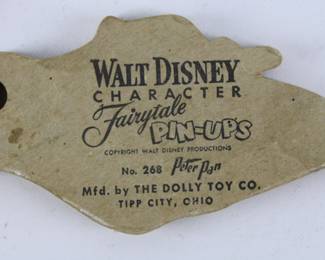 WALT DISNEY
CHARACTER
Fairytale PIN-UPS
COPYRIGHT WALT DISNEY PRODUCTIONS
No. 268 Peter Pan
Mfd. by THE DOLLY TOY CO.
TIPP CITY, OHIO